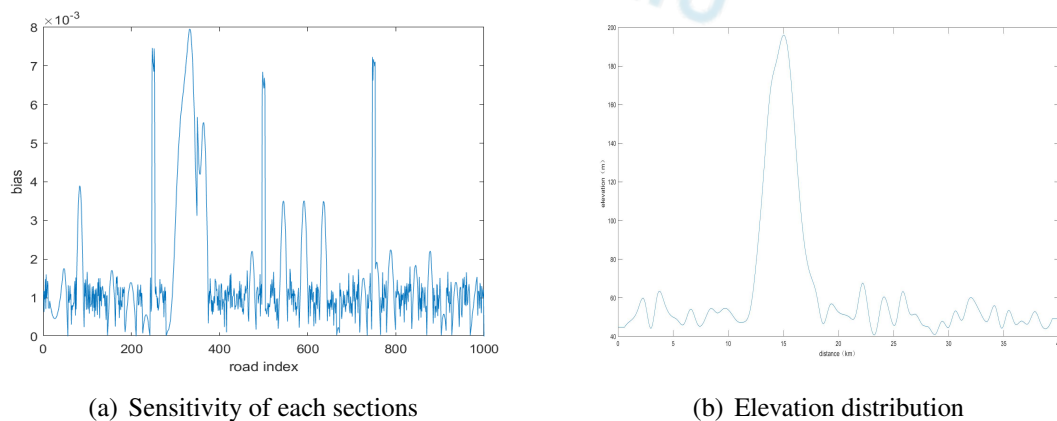 ×10⁻³
8
7
6
5
4
3
2
1
0
bias
0 200 400 600 800 1000
road index
200
180
160
140
120
100
80
60
40
elevation (m)
0 5 10 15 20 25 30 35 40
distance (km)
(a) Sensitivity of each sections
(b) Elevation distribution